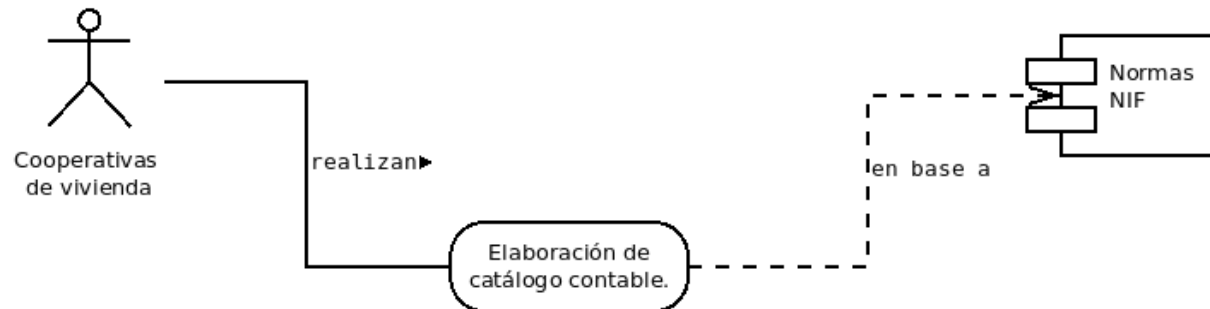 Cooperativas
de vivienda
realizan
Elaboración de
catálogo contable.
en base a
Normas
NIF